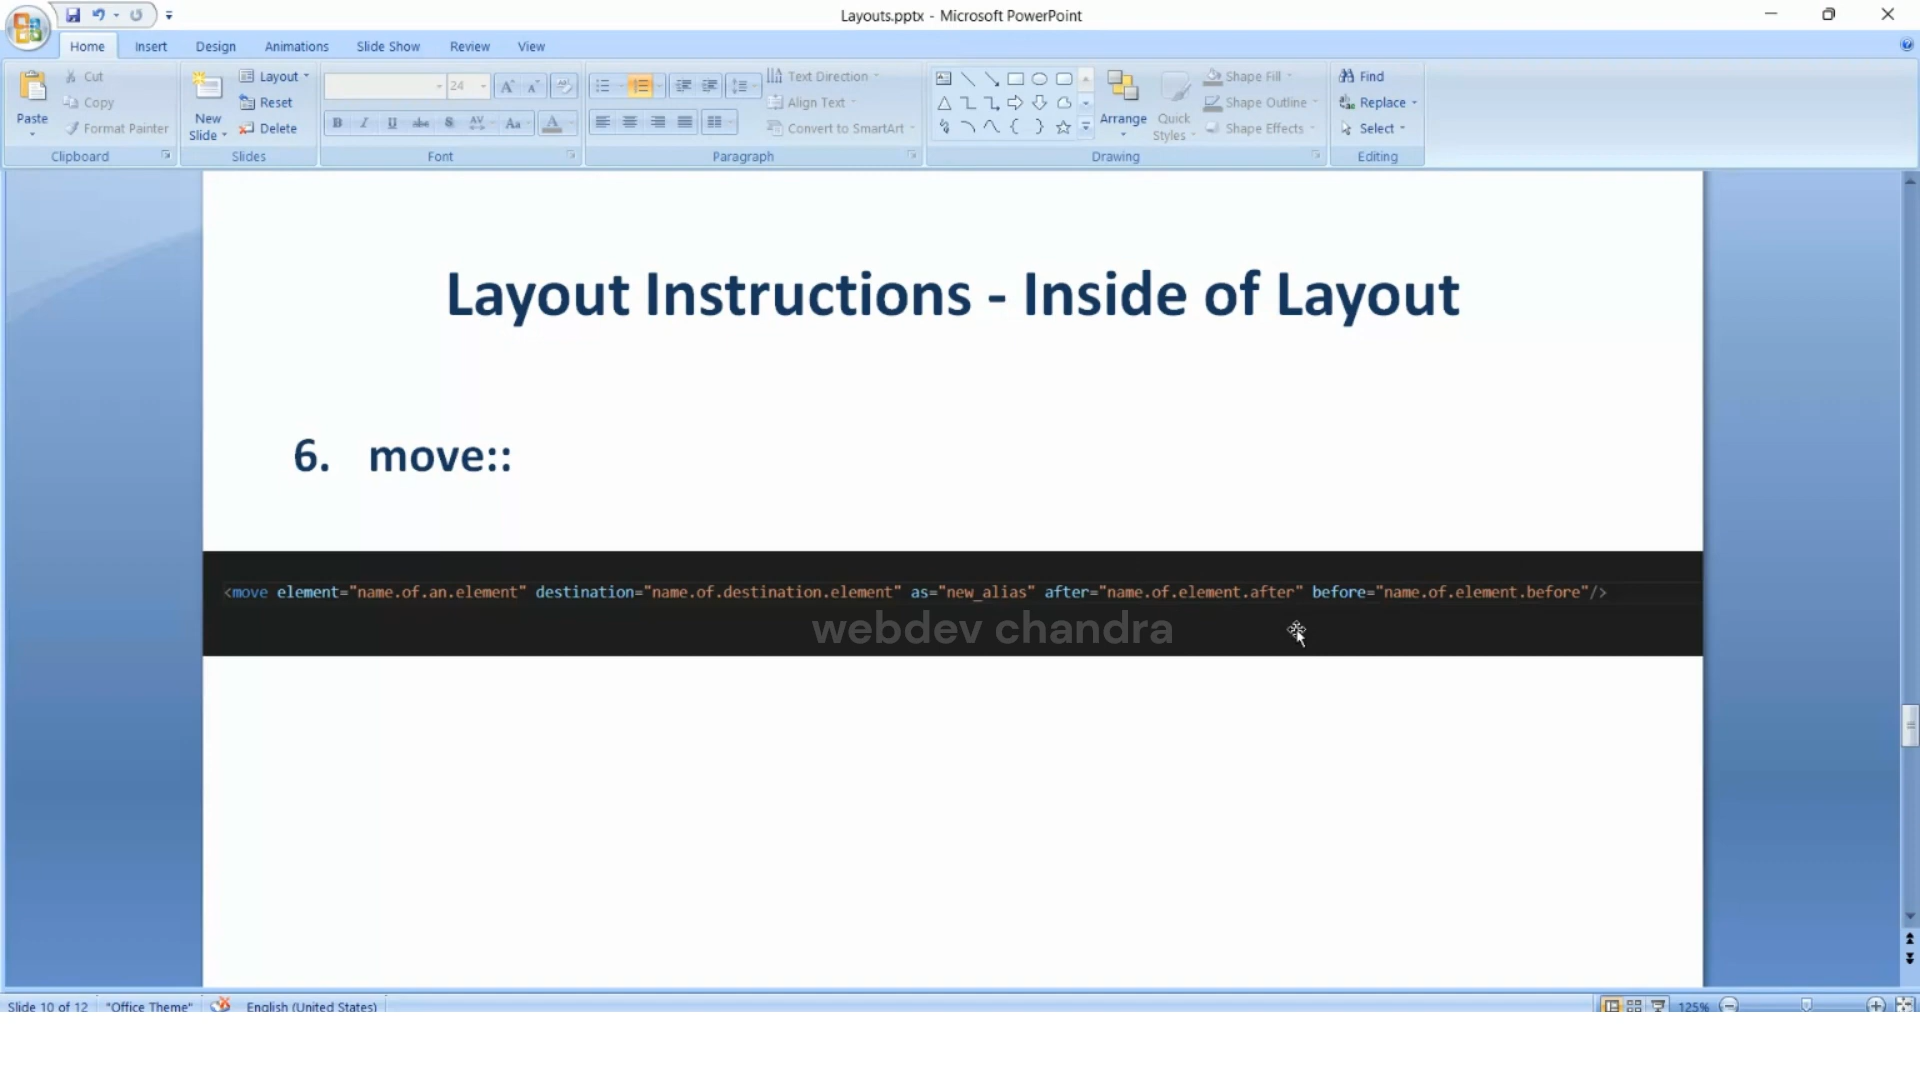 Layouts.pptx - Microsoft PowerPoint
Home Insert Design Animations Slide Show Review View
Paste
Cut
Copy
Format Painter
Clipboard
New Slide
Layout
Reset
Delete
Slides
24
B I U abc S AV Aa A
Font
Text Direction
Align Text
Convert to SmartArt
Paragraph
Arrange
Quick Styles
Shape Fill
Shape Outline
Shape Effects
Drawing
Find
Replace
Select
Editing
Layout Instructions - Inside of Layout
6. move::
<move element="name.of.an.element" destination="name.of.destination.element" as="new_alias" after="name.of.element.after" before="name.of.element.before"/>
webdev chandra
Slide 10 of 12 "Office Theme" English (United States) 125%